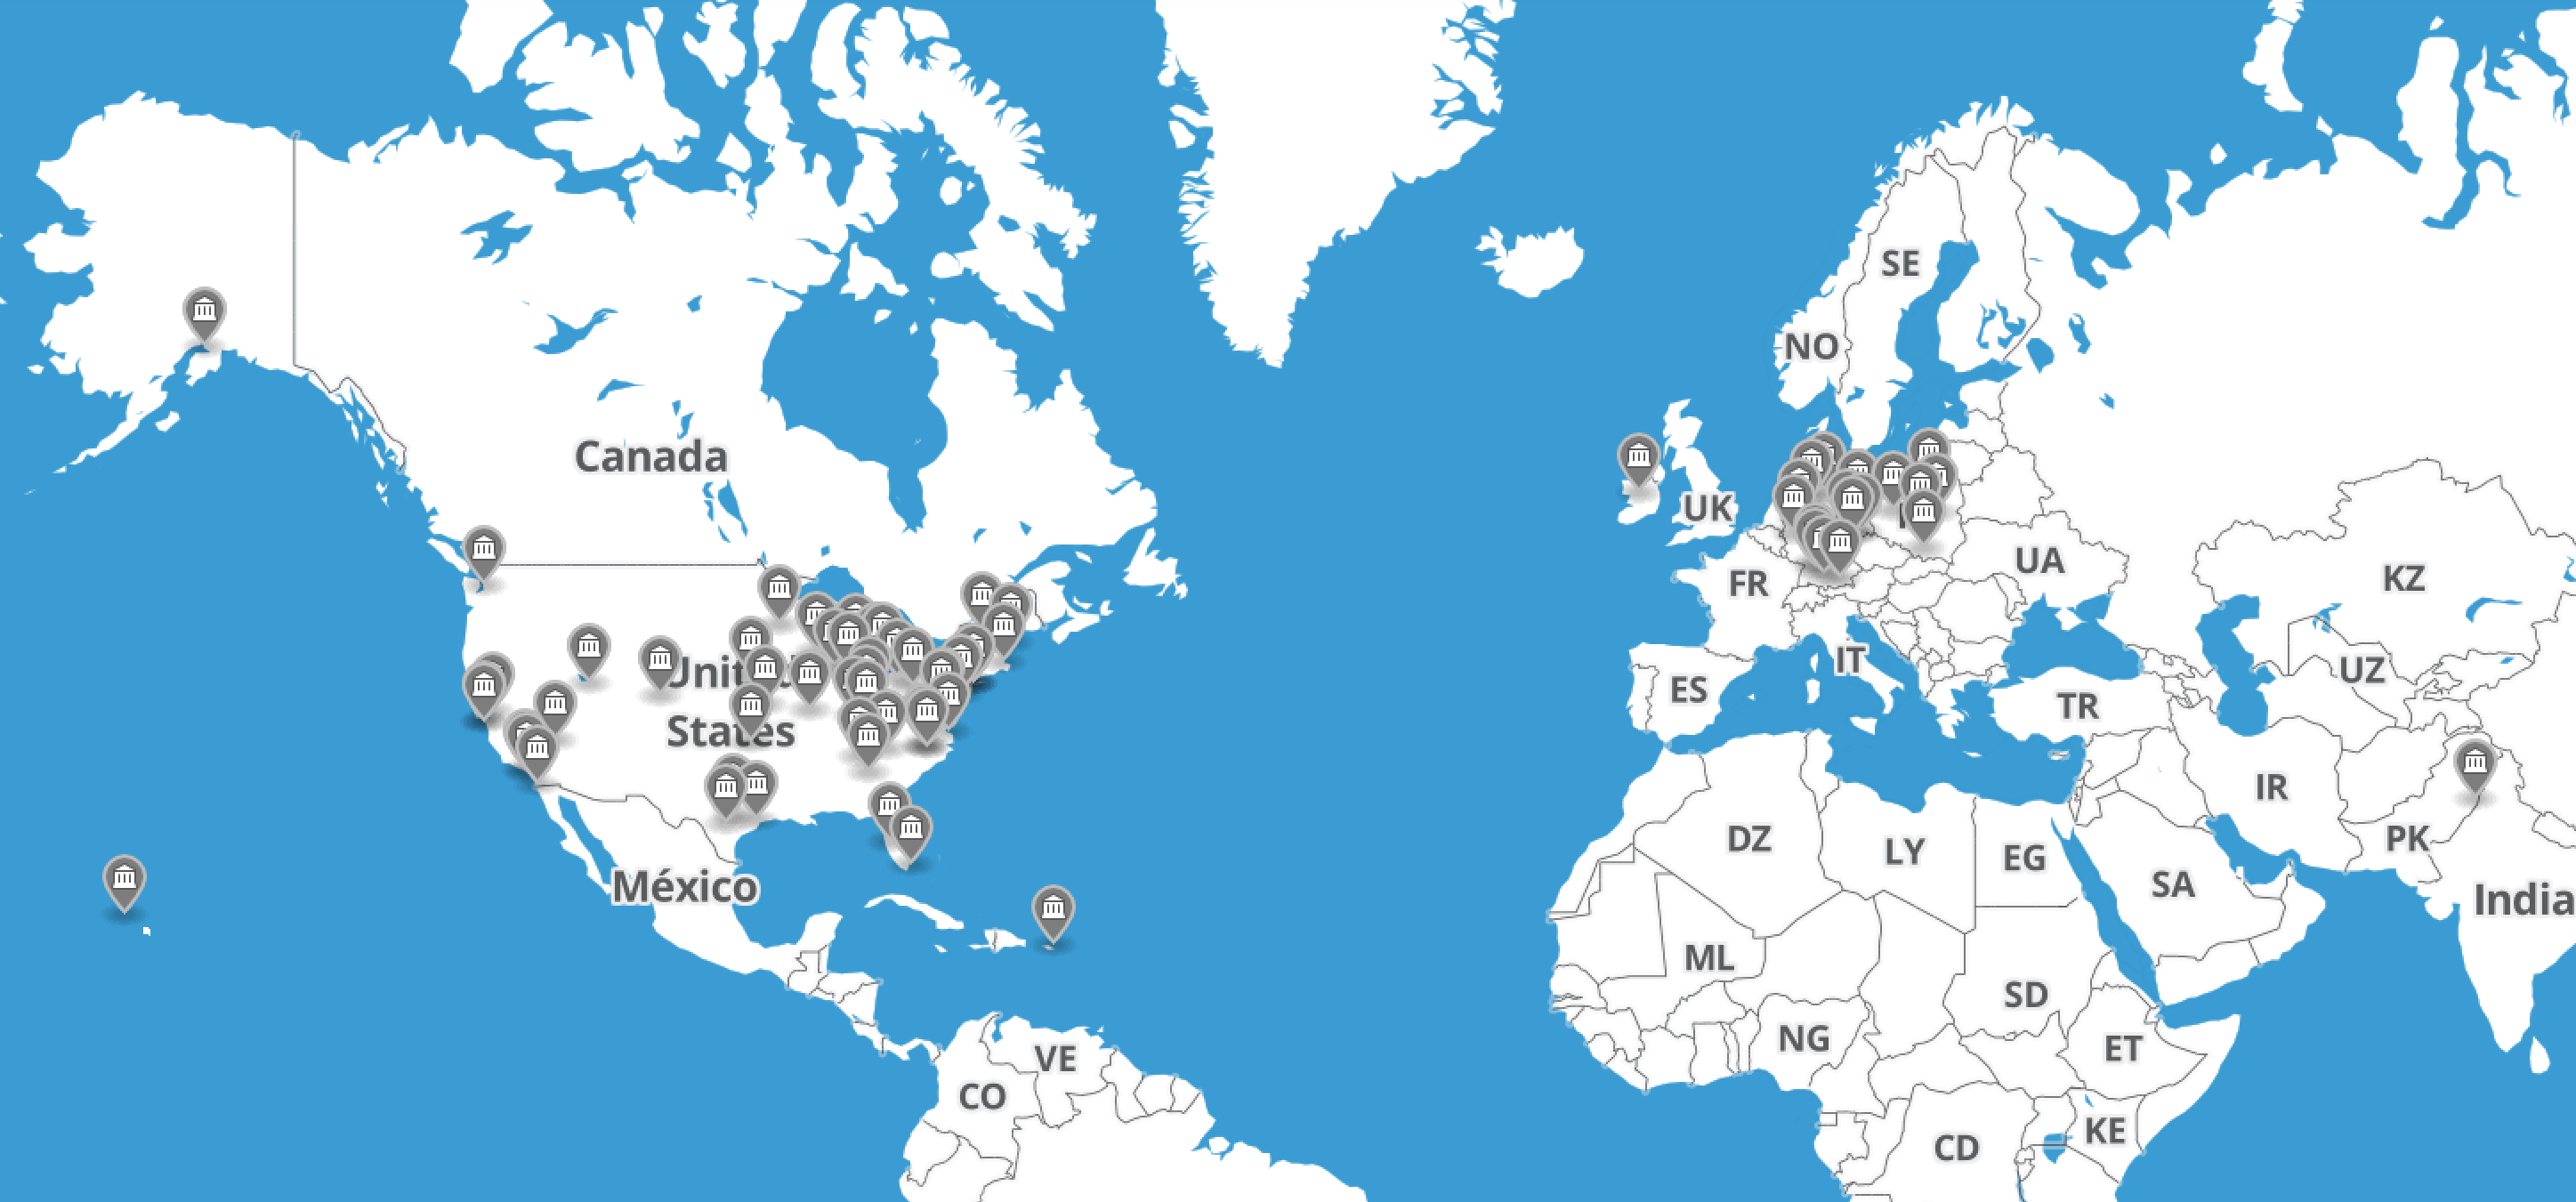 SE
NO
Canada
UK
UA
FR
KZ
United
IT
UZ
ES
TR
States
IR
DZ
PK
LY
EG
México
SA
India
ML
SD
NG
ET
VE
CO
KE
CD